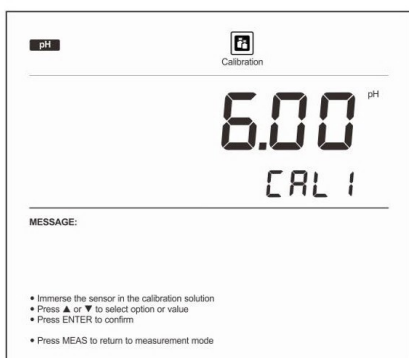 pH
Calibration
6.00 pH
CAL 1
MESSAGE:
• Immerse the sensor in the calibration solution
• Press ▲ or ▼ to select option or value
• Press ENTER to confirm
• Press MEAS to return to measurement mode